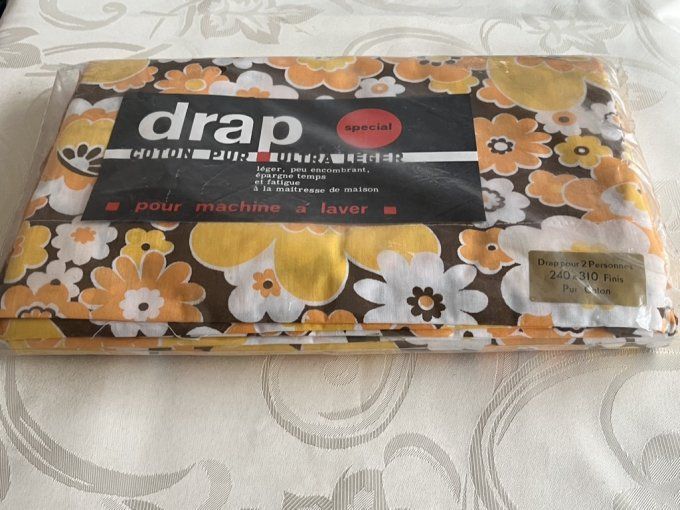 drap
special
COTON PUR ■ ULTRA LÉGER
léger, peu encombrant,
épargne temps
et fatigue
à la maîtresse de maison
■ pour machine à laver ■
Drap pour 2 Personnes
240 x 310 Finis
Pur Coton